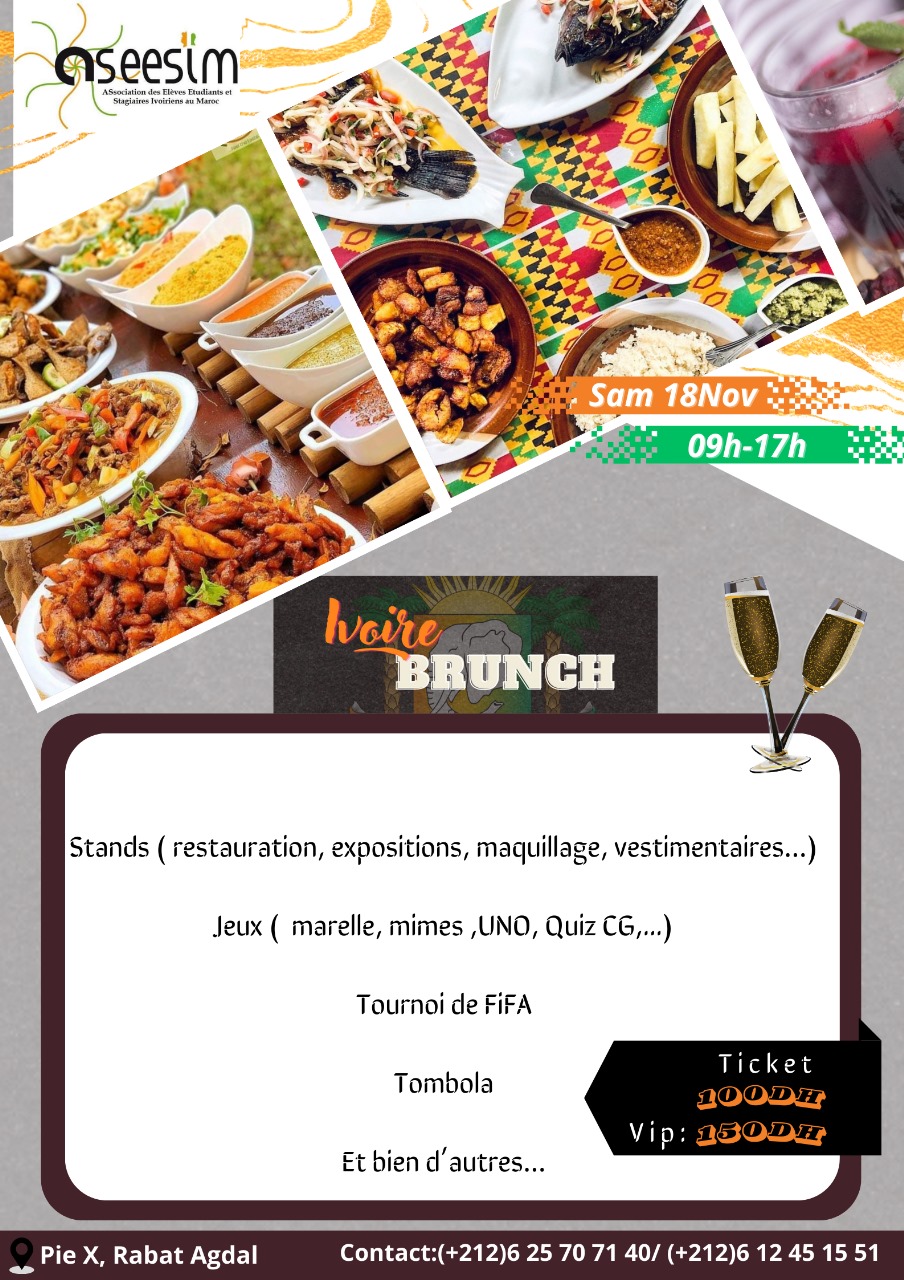 aseesim
ASsociation des Elèves Etudiants et
Stagiaires Ivoiriens au Maroc
Sam 18Nov
09h-17h
Ivoire
BRUNCH
Stands ( restauration, expositions, maquillage, vestimentaires...)
Jeux ( marelle, mimes ,UNO, Quiz CG,...)
Tournoi de FiFA
Tombola
Et bien d'autres...
Ticket
100DH
Vip: 150DH
Pie X, Rabat Agdal
Contact:(+212)6 25 70 71 40/ (+212)6 12 45 15 51